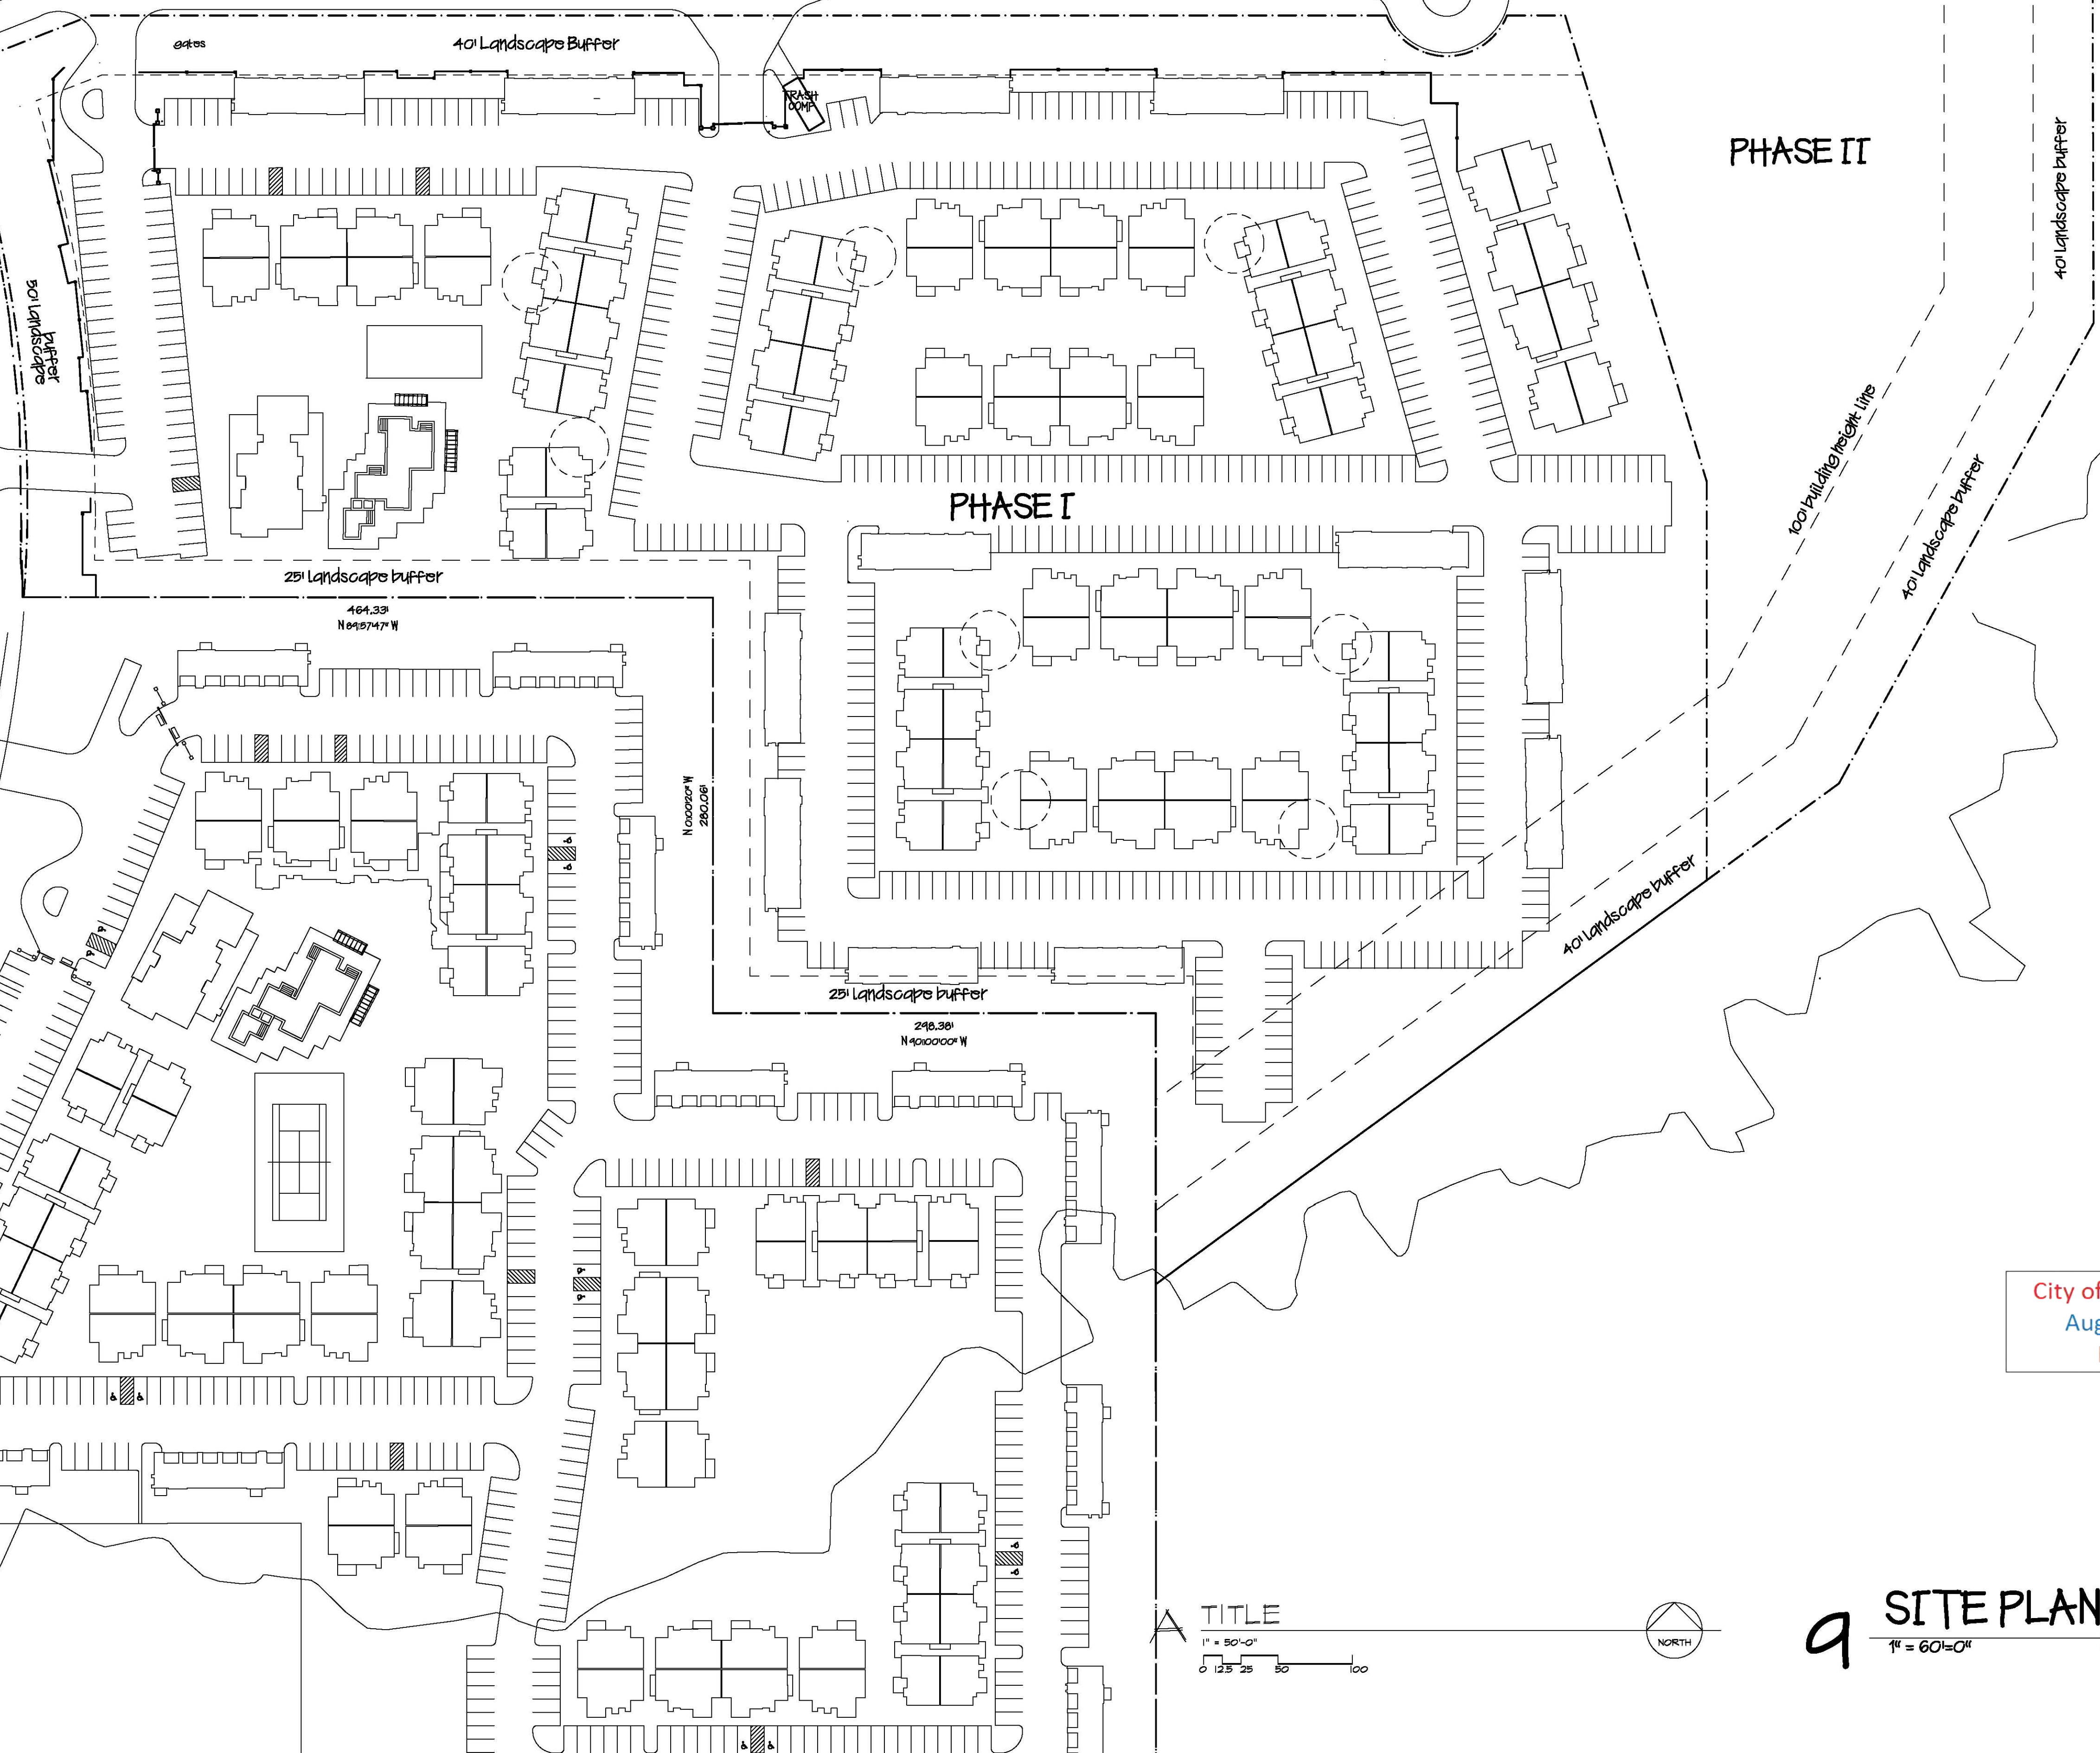 gates
40' Landscape Buffer
TRASH
COMP
PHASE II
40' landscape buffer
50' landscape
buffer
100' building height line
40' landscape buffer
PHASE I
25' landscape buffer
464.33'
N 89:57'47" W
N 0:00'20" W
280.06'
40' landscape buffer
25' landscape buffer
298.38'
N 90:00'00" W
City of
Aug
A
TITLE
1" = 50'-0"
0 12.5 25 50 100
NORTH
9
SITE PLAN
1" = 60'=0"